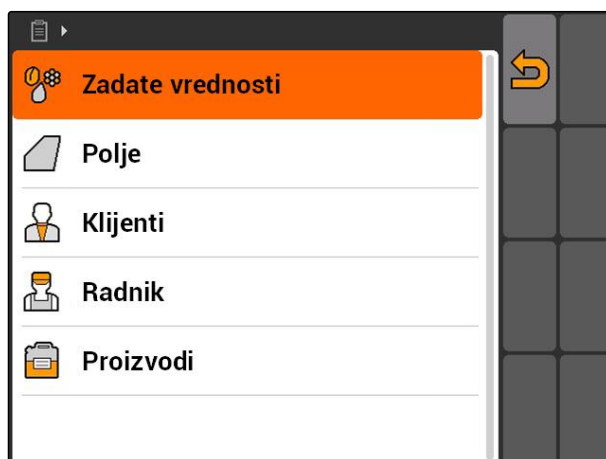 Zadate vrednosti
Polje
Klijenti
Radnik
Proizvodi